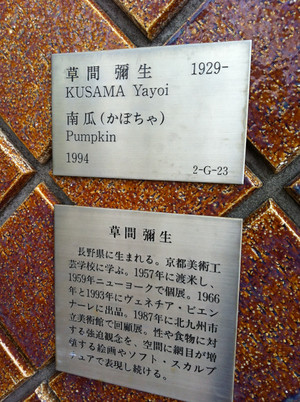 草間 彌生 1929-
KUSAMA Yayoi
南瓜(かぼちゃ)
Pumpkin
1994
2-G-23
草間 彌生
長野県に生まれる。京都美術工
芸学校に学ぶ。1957年に渡米し、
1959年ニューヨークで個展。1966
年と1993年にヴェネチア・ビエン
ナーレに出品。1987年に北九州市
立美術館で回顧展。性や食物に対
する強迫観念を、空間に網目が増
殖する絵画やソフト・スカルプ
チュアで表現し続ける。